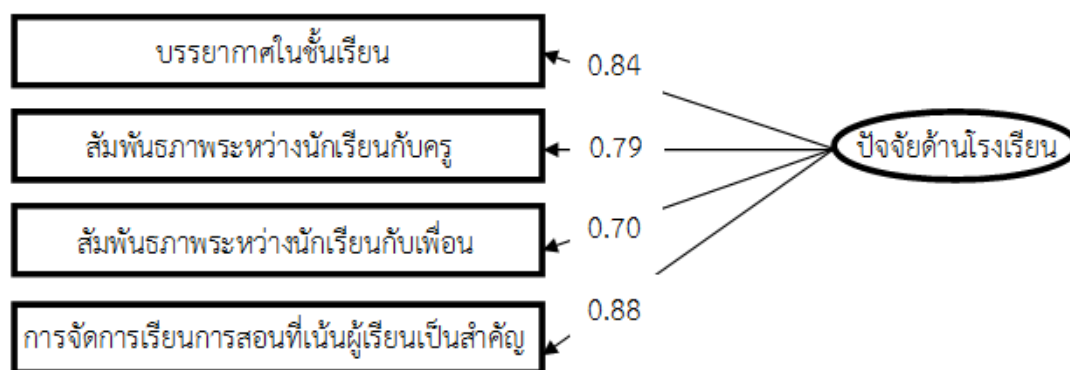 บรรยากาศในชั้นเรียน
0.84
สัมพันธภาพระหว่างนักเรียนกับครู
0.79
ปัจจัยด้านโรงเรียน
สัมพันธภาพระหว่างนักเรียนกับเพื่อน
0.70
การจัดการเรียนการสอนที่เน้นผู้เรียนเป็นสำคัญ
0.88